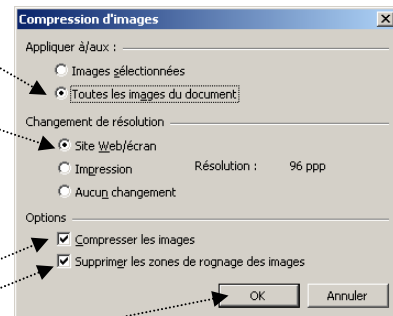 Compression d'images
Appliquer à/aux :
Images sélectionnées
Toutes les images du document
Changement de résolution
Site Web/écran
Impression Résolution : 96 ppp
Aucun changement
Options
Compresser les images
Supprimer les zones de rognage des images
OK Annuler